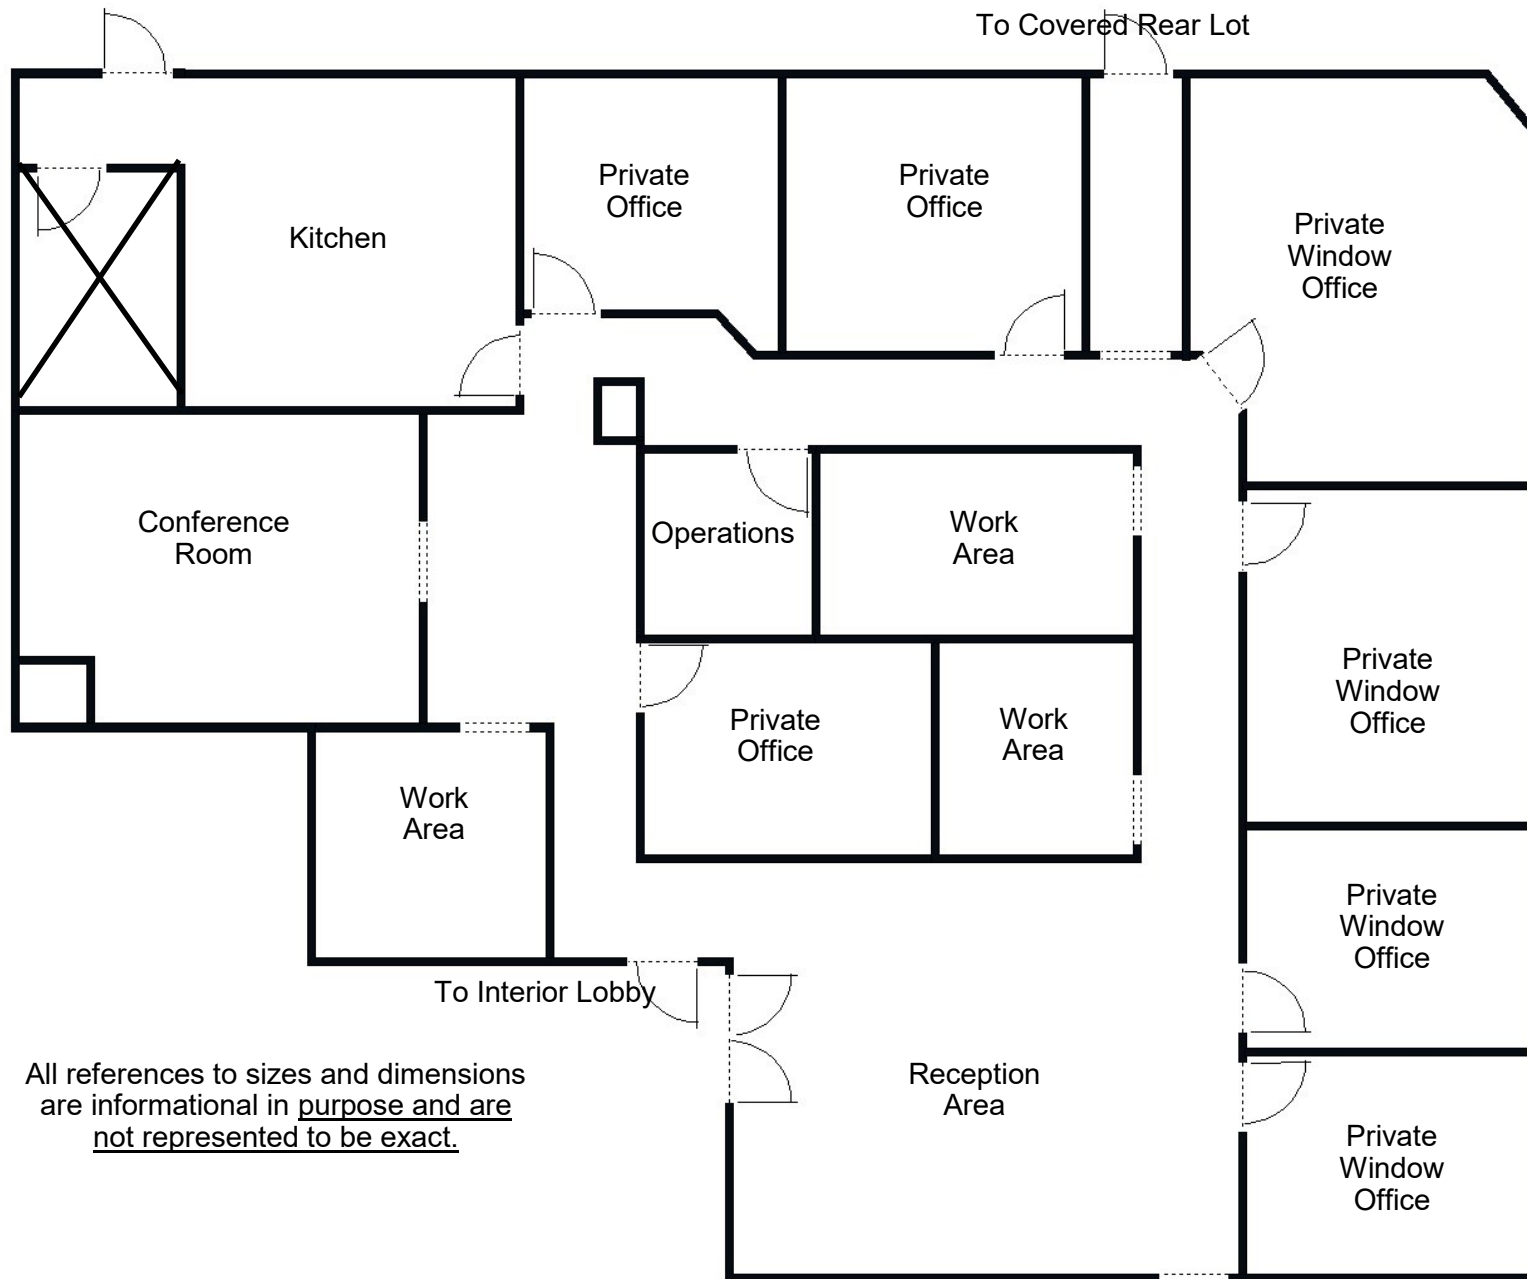 To Covered Rear Lot
Private
Office
Private
Office
Private
Window
Office
Kitchen
Conference
Room
Operations
Work
Area
Private
Window
Office
Private
Office
Work
Area
Work
Area
Private
Window
Office
To Interior Lobby
Reception
Area
All references to sizes and dimensions
are informational in purpose and are
not represented to be exact.
Private
Window
Office